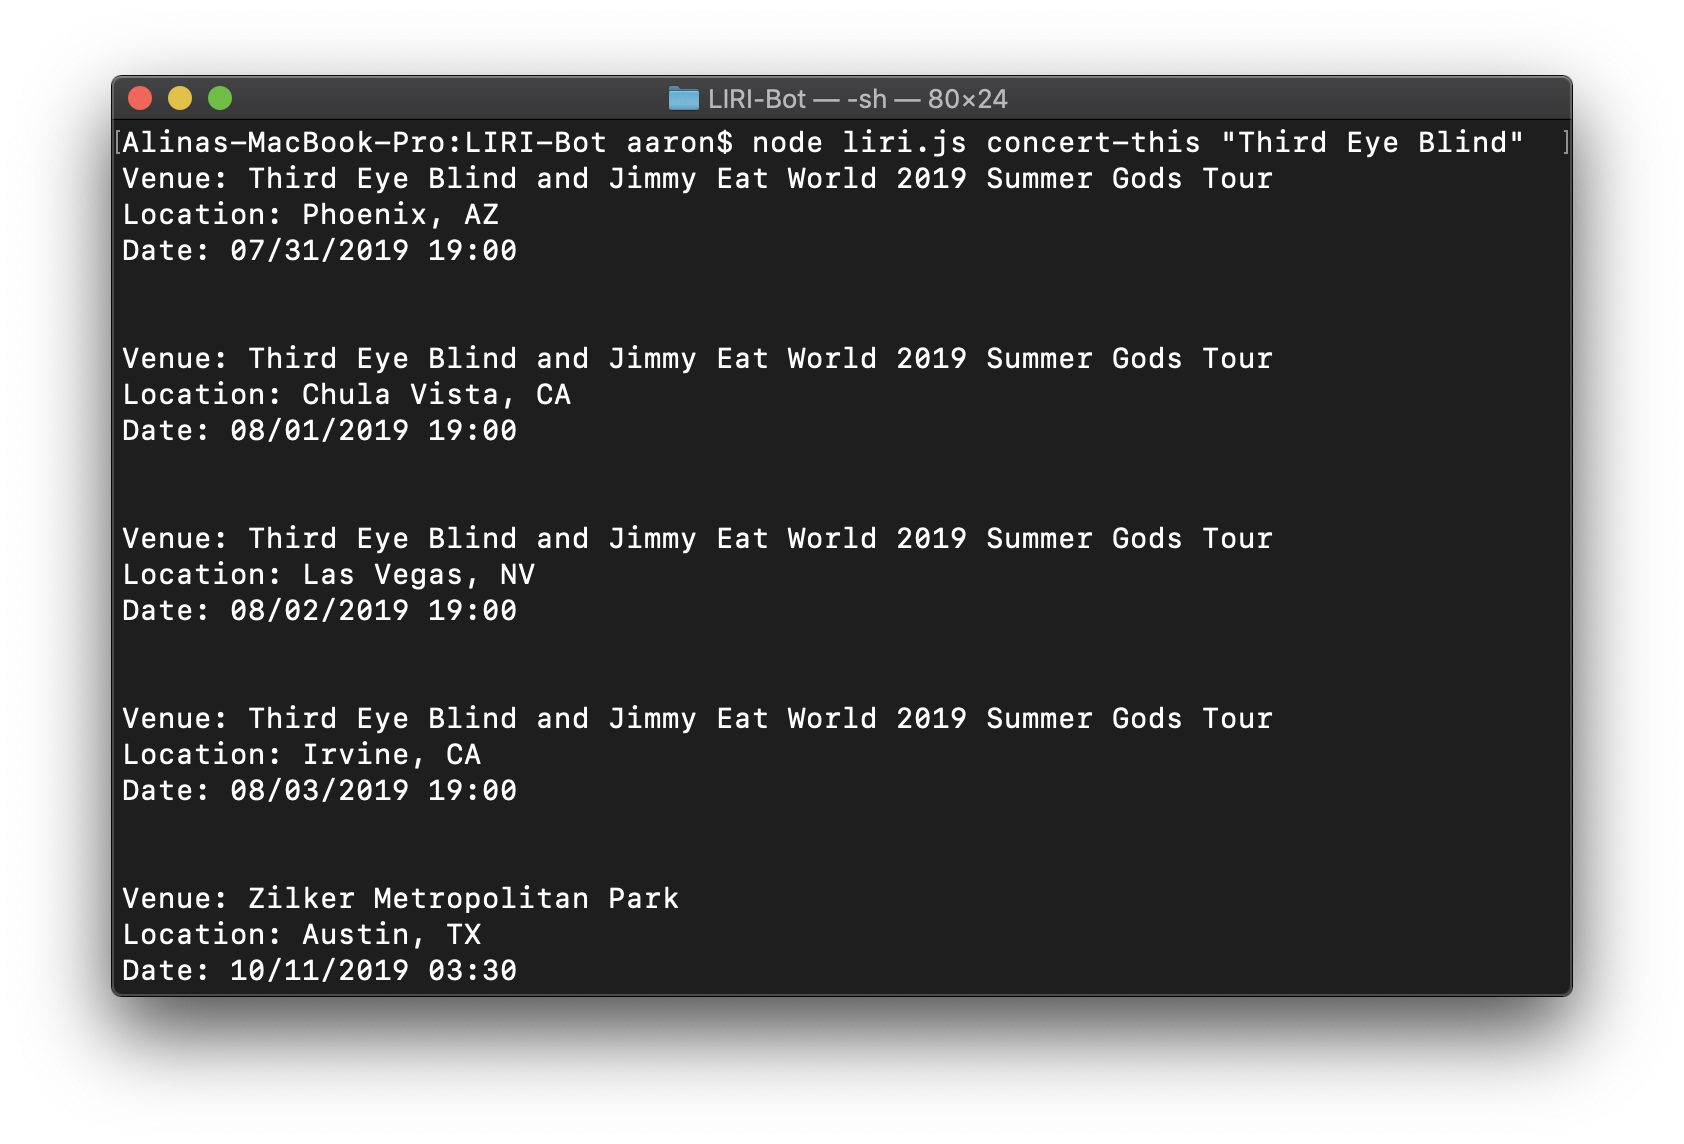 LIRI-Bot — -sh — 80×24
[Alinas-MacBook-Pro:LIRI-Bot aaron$ node liri.js concert-this "Third Eye Blind" ]
Venue: Third Eye Blind and Jimmy Eat World 2019 Summer Gods Tour
Location: Phoenix, AZ
Date: 07/31/2019 19:00
Venue: Third Eye Blind and Jimmy Eat World 2019 Summer Gods Tour
Location: Chula Vista, CA
Date: 08/01/2019 19:00
Venue: Third Eye Blind and Jimmy Eat World 2019 Summer Gods Tour
Location: Las Vegas, NV
Date: 08/02/2019 19:00
Venue: Third Eye Blind and Jimmy Eat World 2019 Summer Gods Tour
Location: Irvine, CA
Date: 08/03/2019 19:00
Venue: Zilker Metropolitan Park
Location: Austin, TX
Date: 10/11/2019 03:30